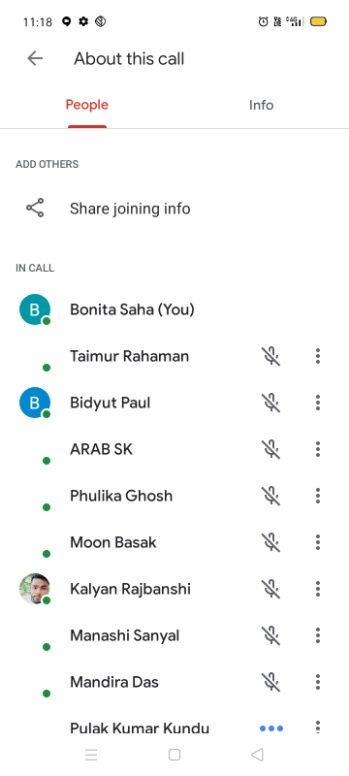 11:18
About this call
People
Info
ADD OTHERS
Share joining info
IN CALL
B
Bonita Saha (You)
Taimur Rahaman
B
Bidyut Paul
ARAB SK
Phulika Ghosh
Moon Basak
Kalyan Rajbanshi
Manashi Sanyal
Mandira Das
Pulak Kumar Kundu